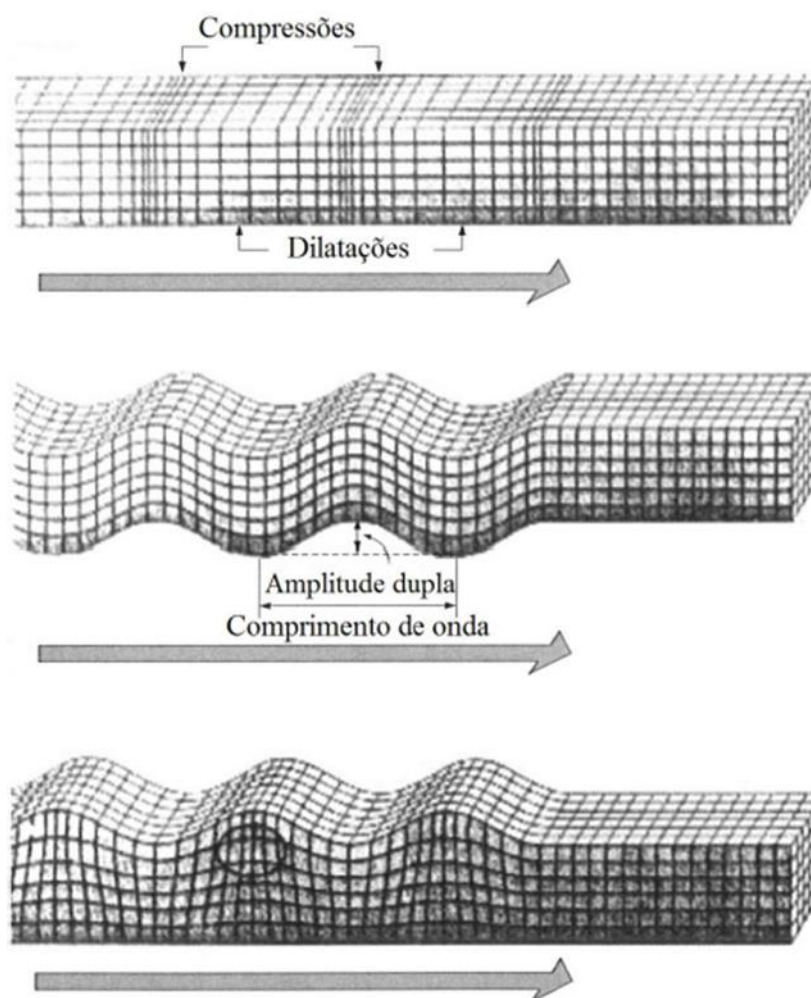 Compressões
Dilatações
Amplitude dupla
Comprimento de onda